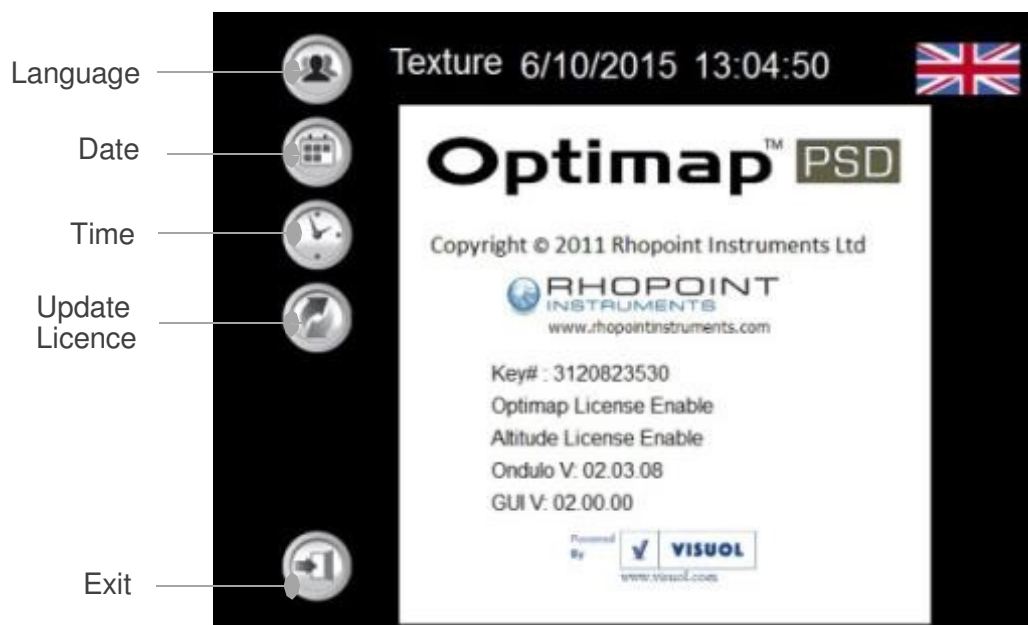 Language
Date
Time
Update
Licence
Exit
Texture 6/10/2015 13:04:50
Optimap™ PSD
Copyright © 2011 Rhopoint Instruments Ltd
RHOPOINT
INSTRUMENTS
www.rhopointinstruments.com
Key# : 3120823530
Optimap License Enable
Altitude License Enable
Ondulo V: 02.03.08
GUI V: 02.00.00
Powered
By
VISUOL
www.visuol.com